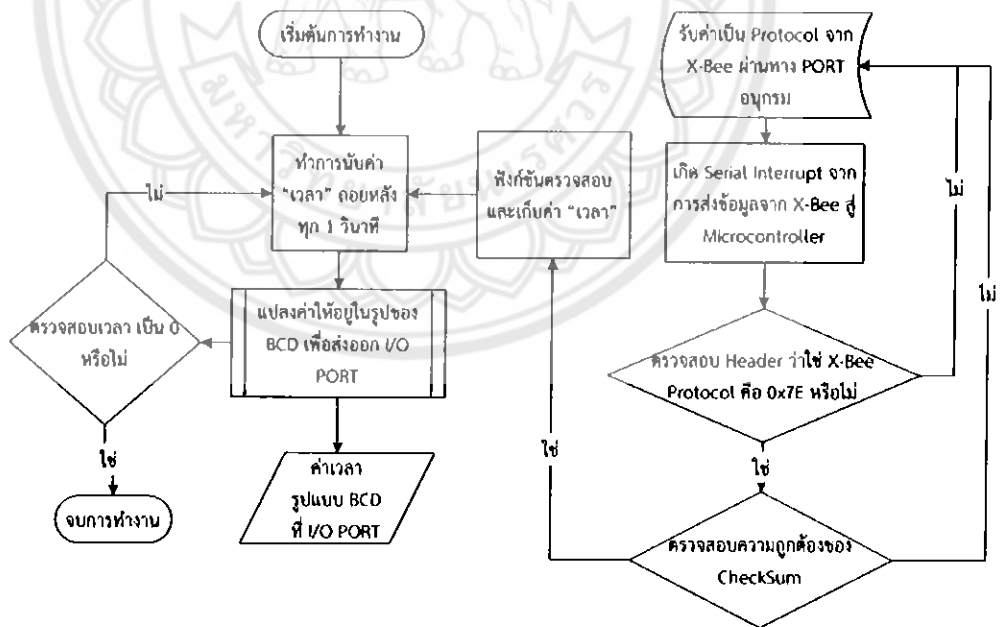 เริ่มต้นการทำงาน
ทำการนับค่า
“เวลา” ถอยหลัง
ทุก 1 วินาที
แปลงค่าให้อยู่ในรูปของ
BCD เพื่อส่งออก I/O
PORT
ค่าเวลา
รูปแบบ BCD
ที่ I/O PORT
ตรวจสอบเวลา เป็น 0
หรือไม่
ไม่
ใช่
จบการทำงาน
ฟังก์ชันตรวจสอบ
และเก็บค่า “เวลา”
รับค่าเป็น Protocol จาก
X-Bee ผ่านทาง PORT
อนุกรม
เกิด Serial Interrupt จาก
การส่งข้อมูลจาก X-Bee สู่
Microcontroller
ตรวจสอบ Header ว่าใช่ X-Bee
Protocol คือ 0x7E หรือไม่
ไม่
ใช่
ตรวจสอบความถูกต้องของ
CheckSum
ไม่
ใช่